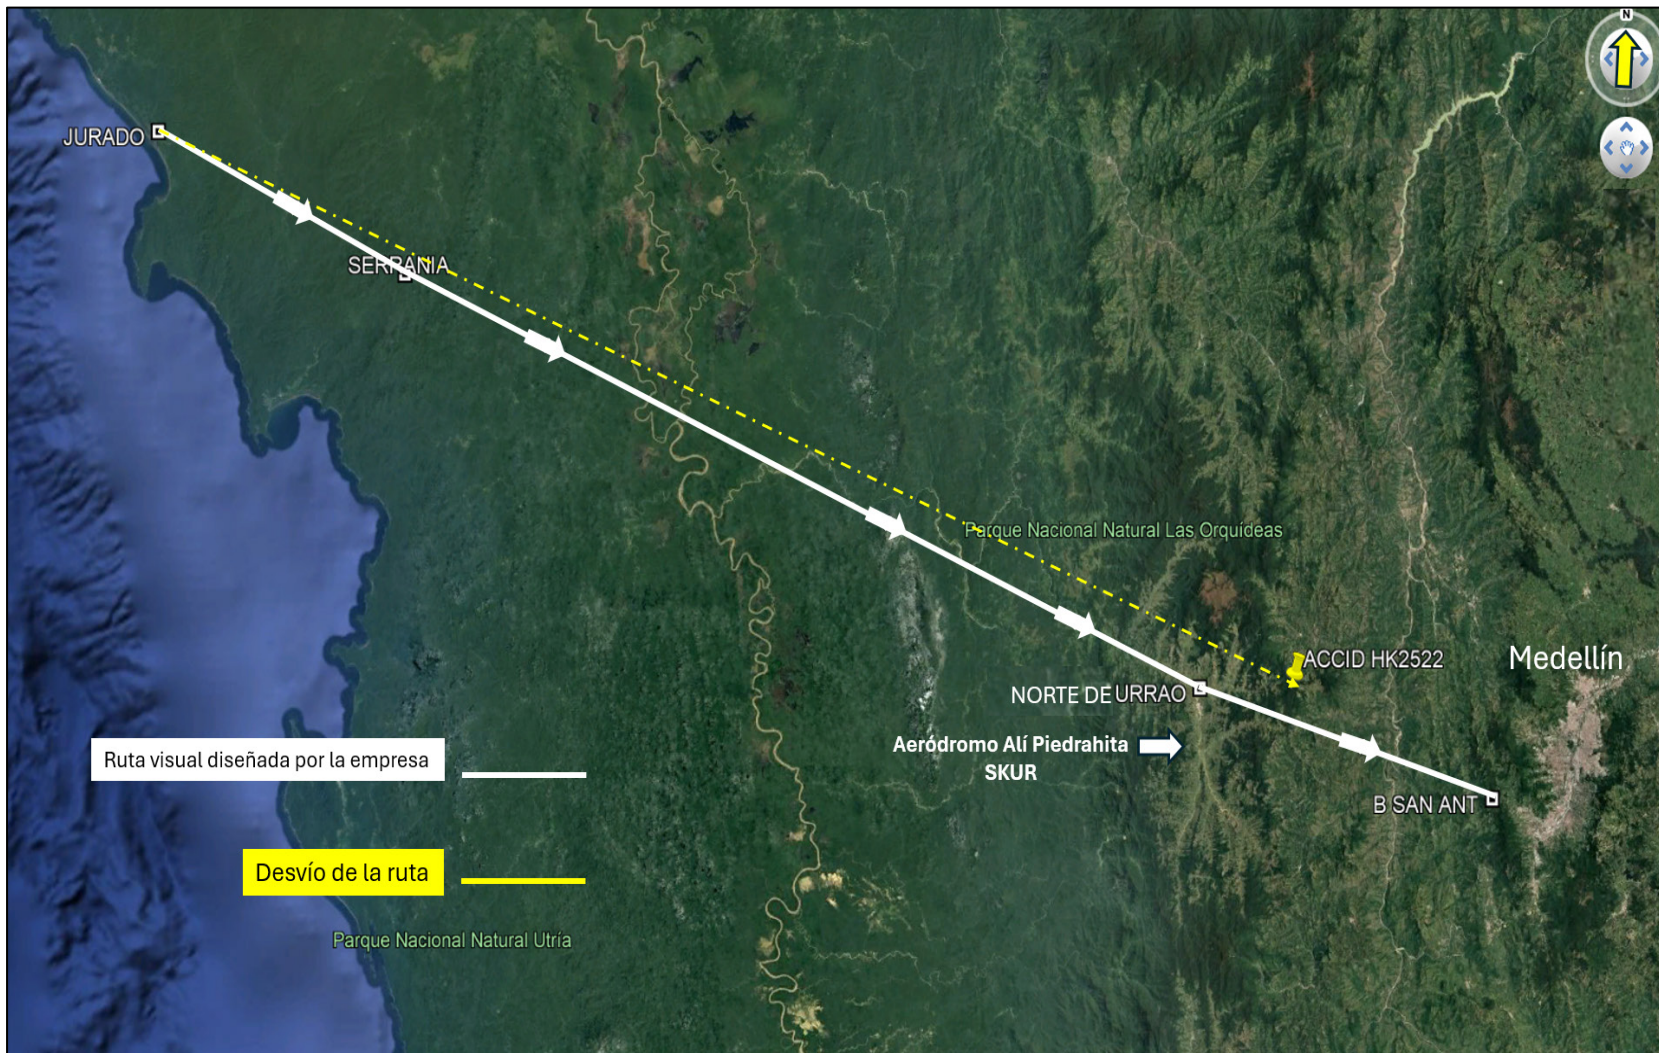 N
JURADO
SERRANIA
Parque Nacional Natural Las Orquídeas
ACCID HK2522
Medellín
NORTE DE URRAO
Aeródromo Alí Piedrahita
SKUR
Ruta visual diseñada por la empresa
B SAN ANT
Desvío de la ruta
Parque Nacional Natural Utría